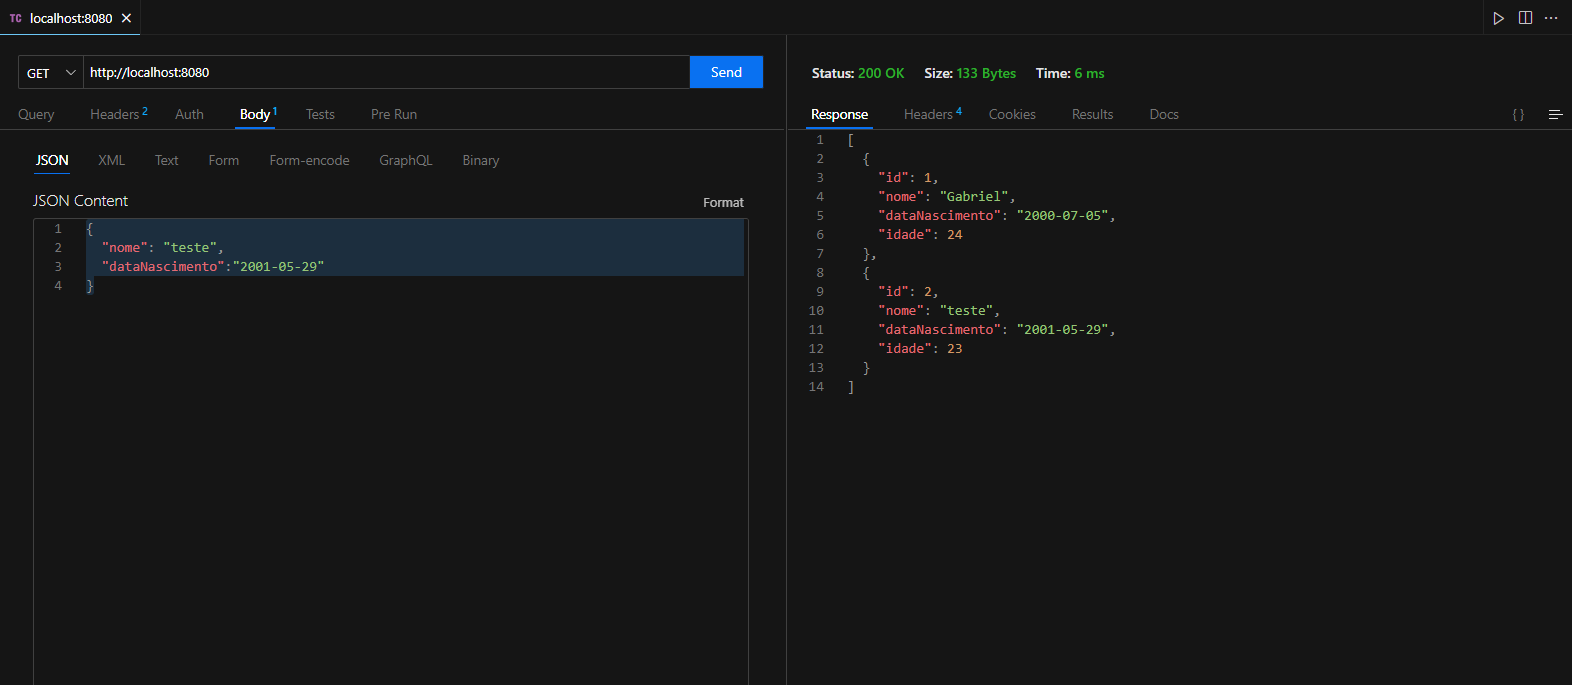 TC localhost:8080
GET http://localhost:8080 Send
Query Headers 2 Auth Body 1 Tests Pre Run
JSON XML Text Form Form-encode GraphQL Binary
JSON Content Format
1 {
2 "nome": "teste",
3 "dataNascimento":"2001-05-29"
4 }
Status: 200 OK Size: 133 Bytes Time: 6 ms
Response Headers 4 Cookies Results Docs { }
1 [
2 {
3 "id": 1,
4 "nome": "Gabriel",
5 "dataNascimento": "2000-07-05",
6 "idade": 24
7 },
8 {
9 "id": 2,
10 "nome": "teste",
11 "dataNascimento": "2001-05-29",
12 "idade": 23
13 }
14 ]